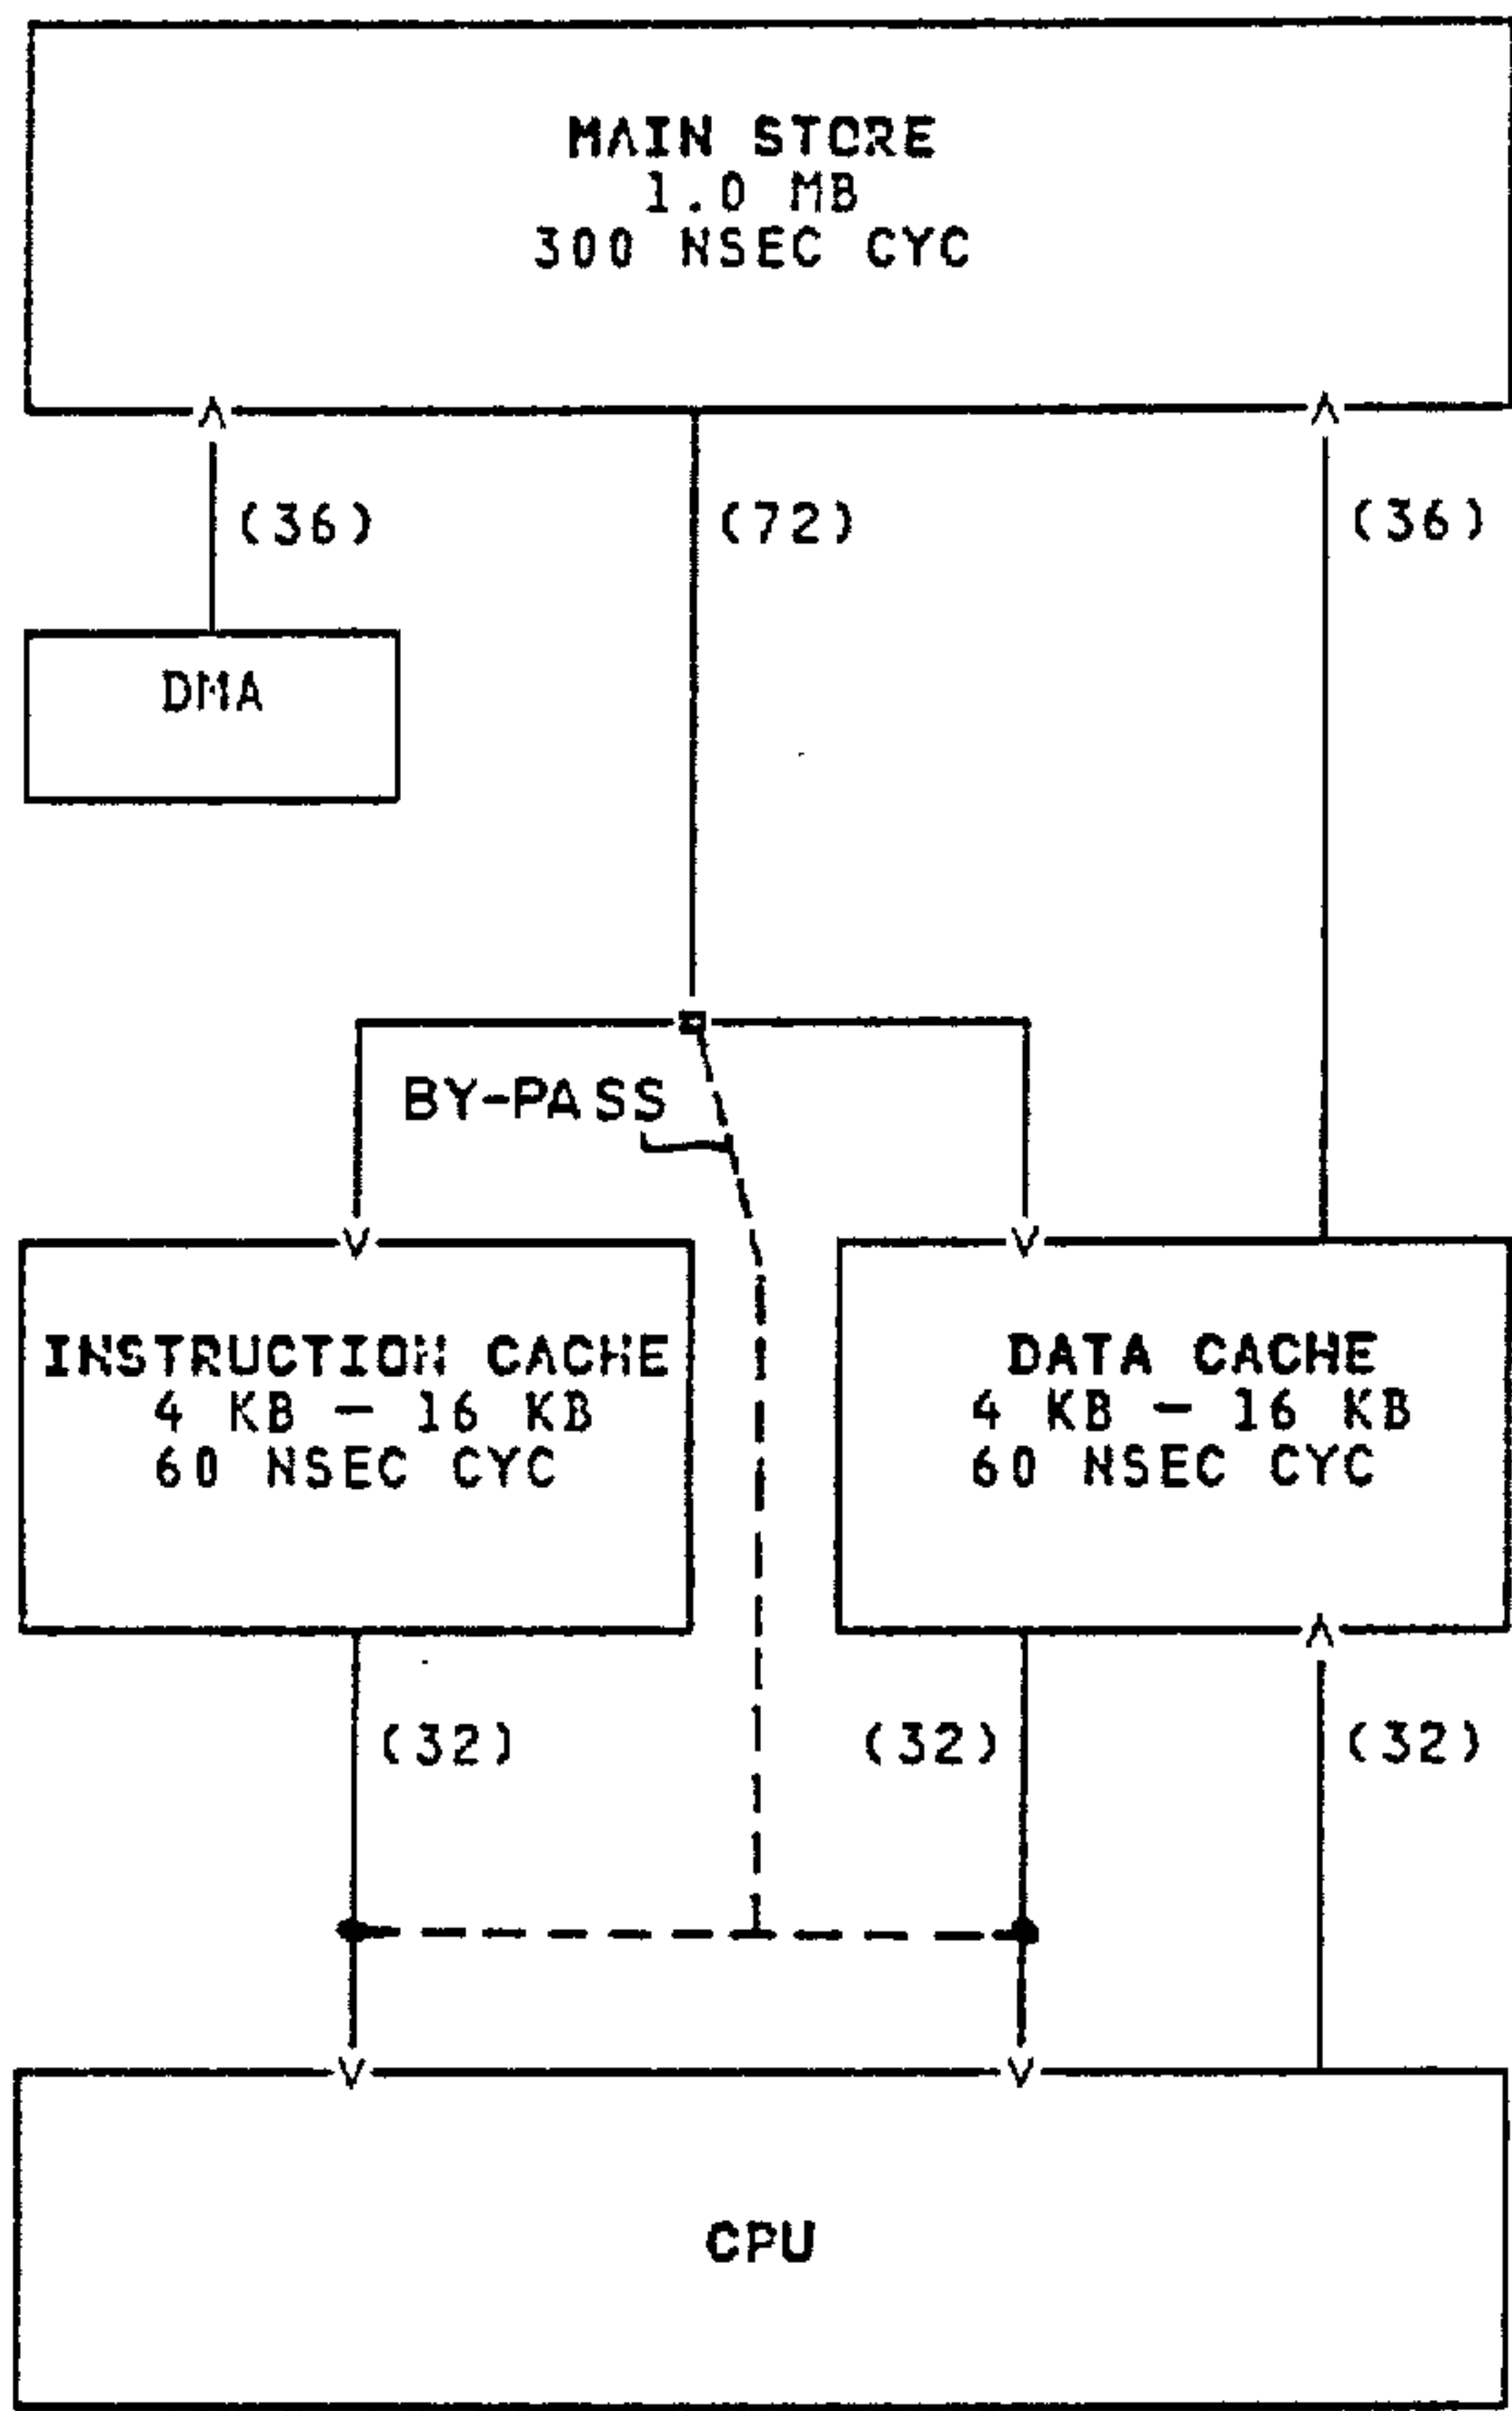 MAIN STORE
1.0 MB
300 NSEC CYC
(36)
(72)
(36)
DMA
BY-PASS
INSTRUCTION CACHE
4 KB - 16 KB
60 NSEC CYC
DATA CACHE
4 KB - 16 KB
60 NSEC CYC
(32)
(32)
(32)
CPU